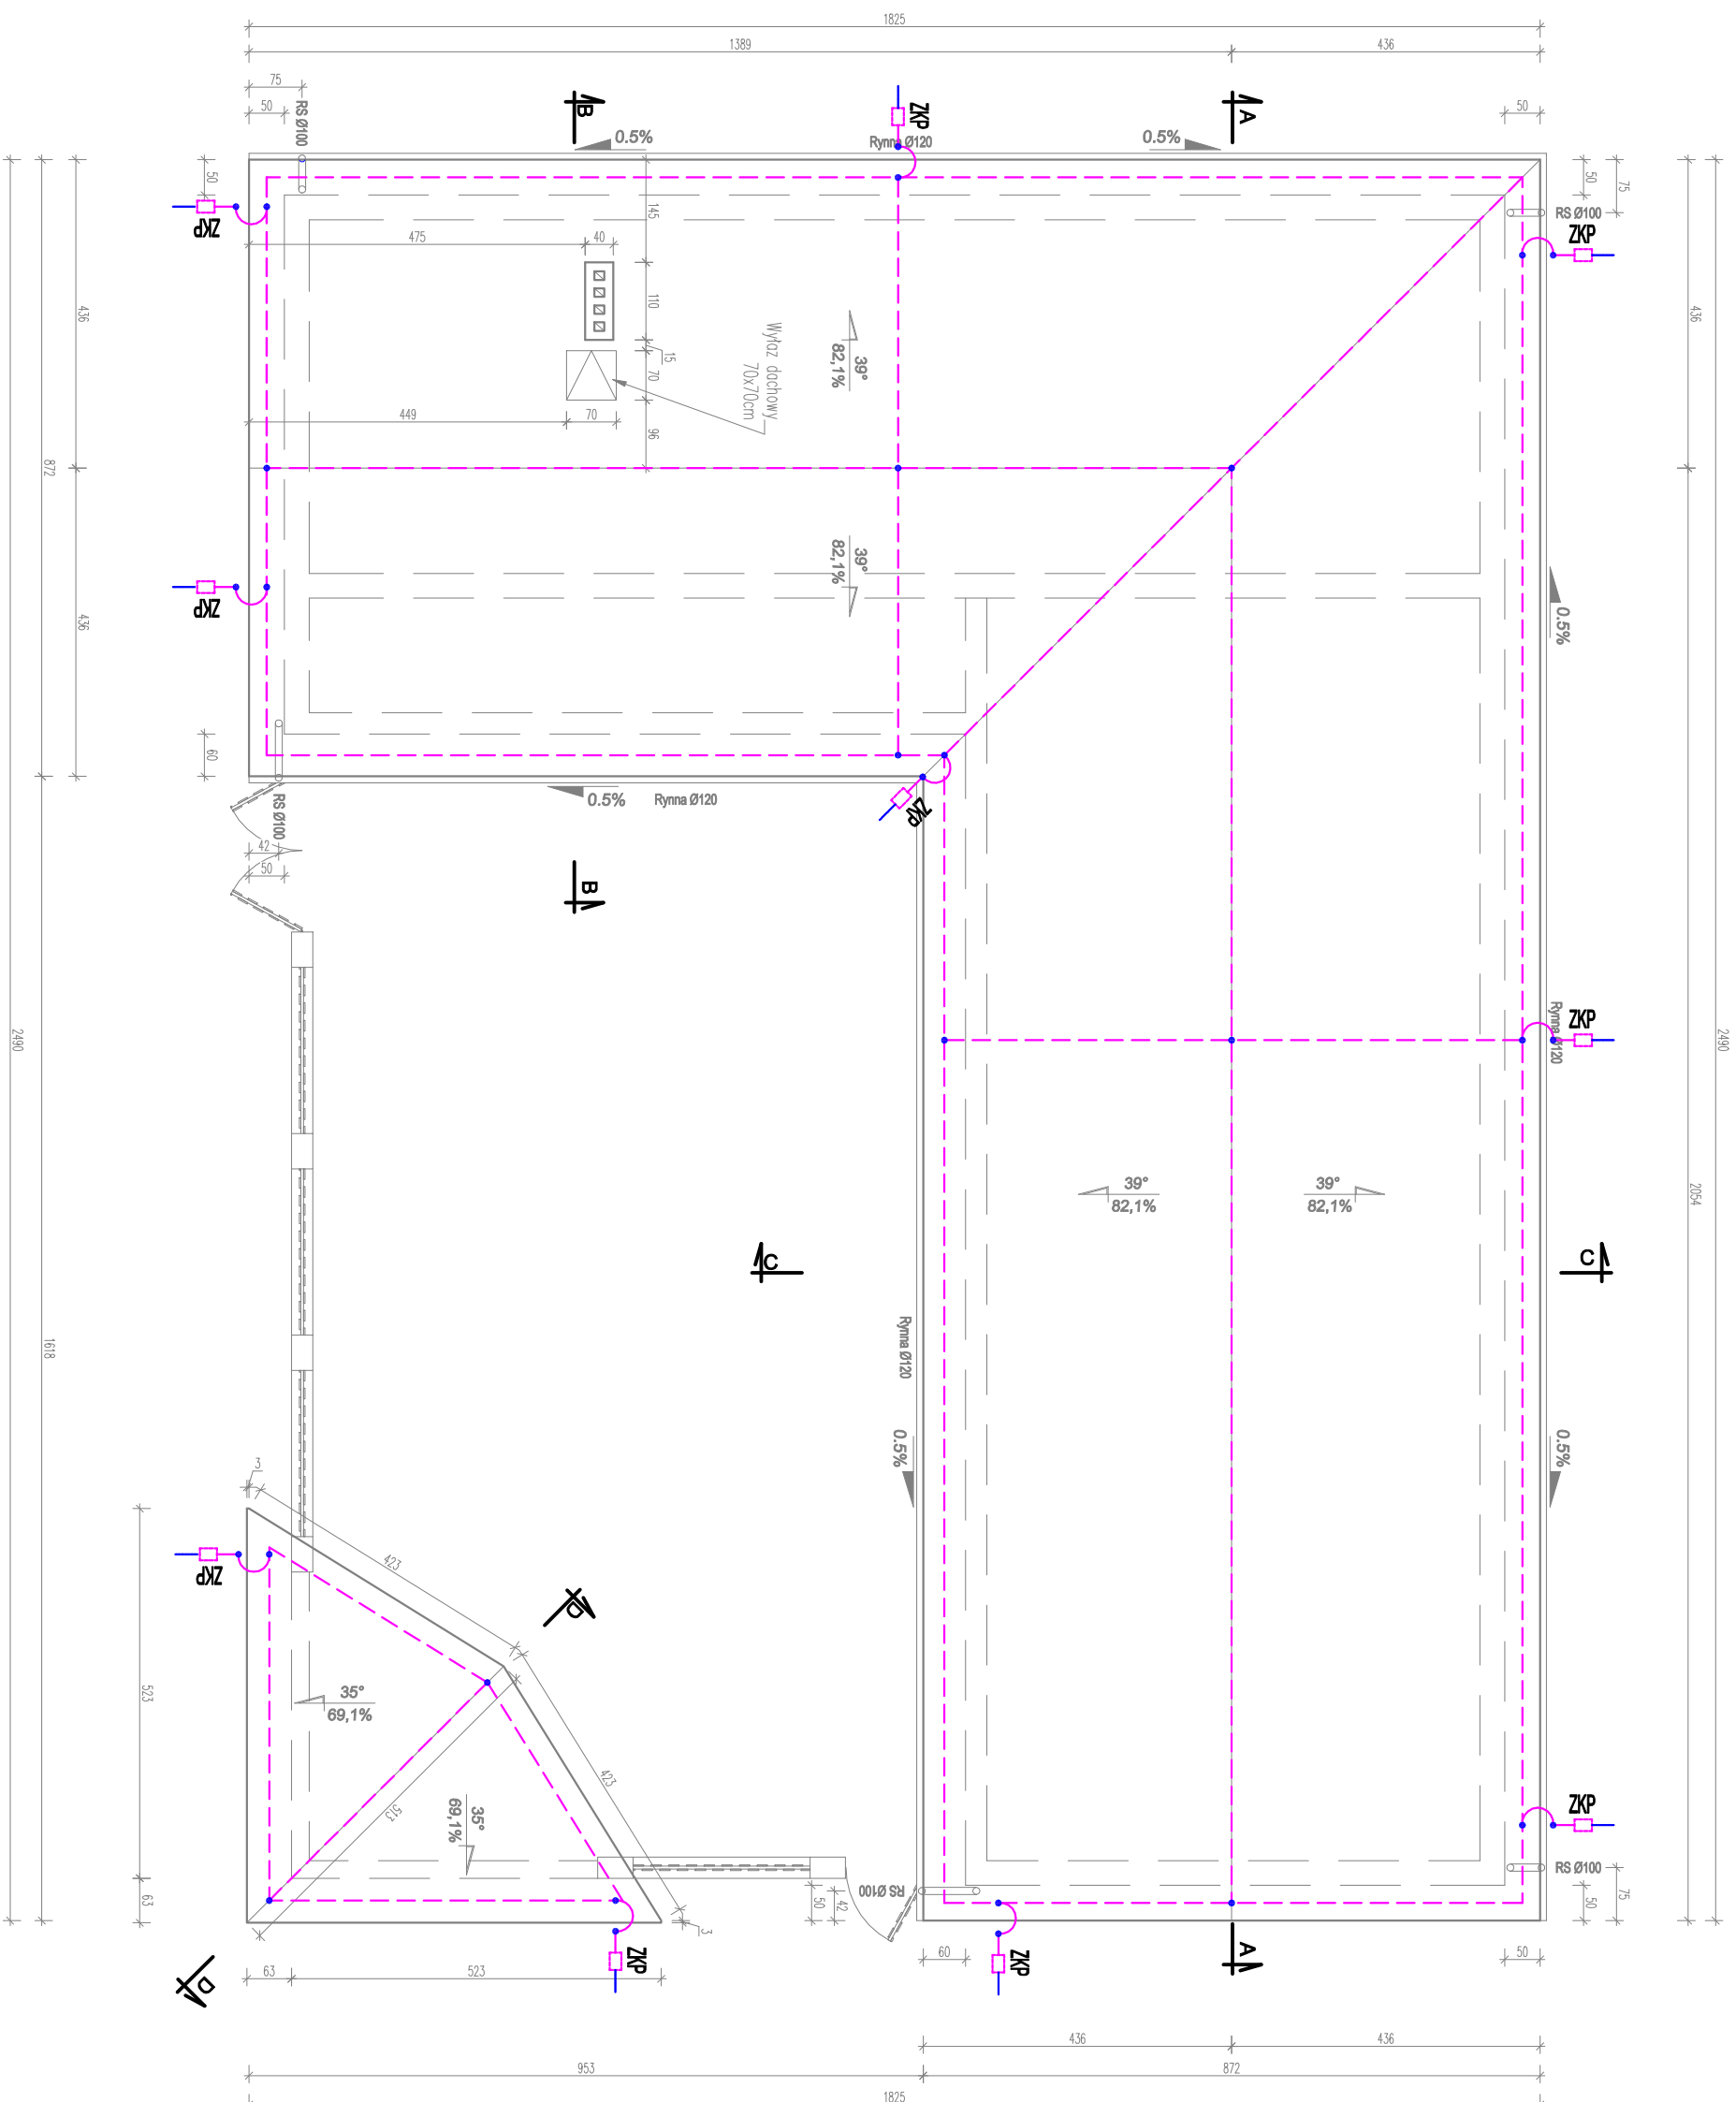 1825
1389
436
75
50
50
RS Ø100
B
0.5%
ZKP
Rynna Ø120
0.5%
A
50
75
RS Ø100
ZKP
50
ZKP
145
475
40
110
15
70
96
449
70
Wyłaz dachowy
70x70cm
39°
82,1%
39°
82,1%
436
872
436
2490
1618
436
2490
2054
ZKP
60
0.5%
Rynna Ø120
ZKP
RS Ø100
42
50
B
0.5%
ZKP
Rynna Ø120
39°
82,1%
39°
82,1%
C
C
Rynna Ø120
0.5%
0.5%
3
423
ZKP
D
423
35°
69,1%
35°
69,1%
513
523
63
3
ZKP
RS Ø100
50
42
ZKP
RS Ø100
75
50
A
ZKP
60
50
D
63
523
436
436
953
872
1825